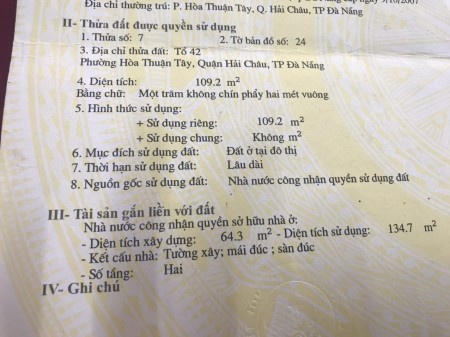 Địa chỉ thường trú: P. Hòa Thuận Tây, Q. Hải Châu, TP Đà Nẵng
II- Thửa đất được quyền sử dụng
1. Thửa số: 7 2. Tờ bản đồ số: 24
3. Địa chỉ thửa đất: Tổ 42
Phường Hòa Thuận Tây, Quận Hải Châu, TP Đà Nẵng
4. Diện tích: 109.2 m²
Bằng chữ: Một trăm không chín phẩy hai mét vuông
5. Hình thức sử dụng:
+ Sử dụng riêng: 109.2 m²
+ Sử dụng chung: Không m²
6. Mục đích sử dụng đất: Đất ở tại đô thị
7. Thời hạn sử dụng đất: Lâu dài
8. Nguồn gốc sử dụng đất: Nhà nước công nhận quyền sử dụng đất
III- Tài sản gắn liền với đất
Nhà nước công nhận quyền sở hữu nhà ở:
- Diện tích xây dựng: 64.3 m² - Diện tích sử dụng: 134.7 m²
- Kết cấu nhà: Tường xây; mái đúc ; sàn đúc
- Số tầng: Hai
IV- Ghi chú